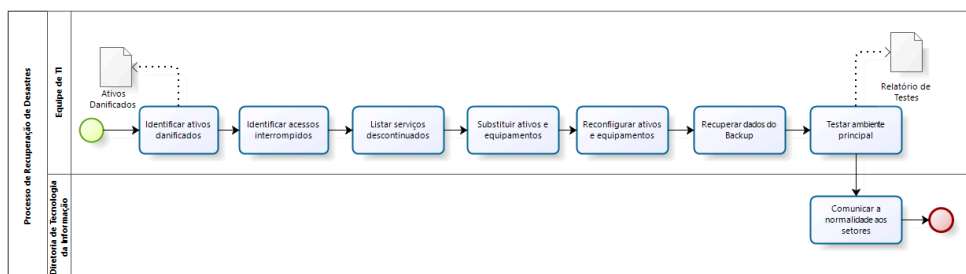 Processo de Recuperação de Desastres
Equipe de TI
Ativos
Danificados
Identificar ativos
danificados
Identificar acessos
interrompidos
Listar serviços
descontinuados
Substituir ativos e
equipamentos
Reconfiigurar ativos
e equipamentos
Recuperar dados do
Backup
Testar ambiente
principal
Relatório de
Testes
Diretoria de Tecnologia
da Informação
Comunicar a
normalidade aos
setores